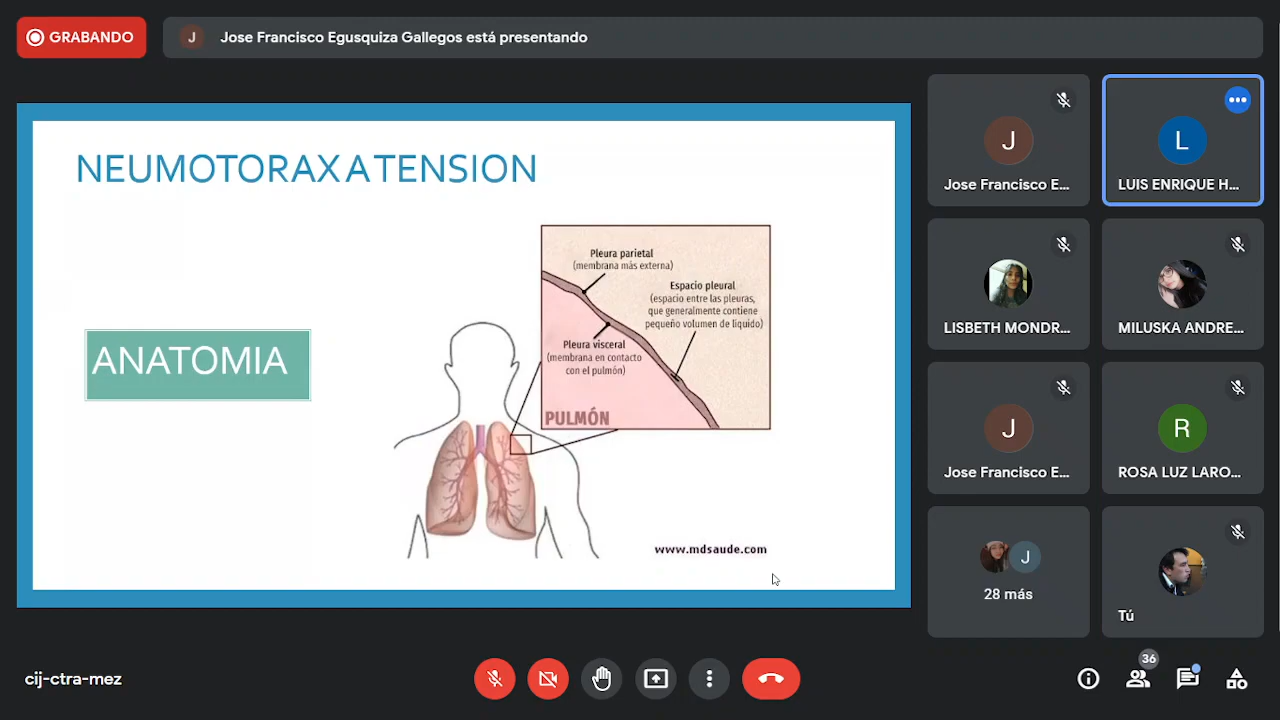 GRABANDO
J
Jose Francisco Egusquiza Gallegos está presentando
NEUMOTORAX A TENSION
ANATOMIA
Pleura parietal
(membrana más externa)
Espacio pleural
(espacio entre las pleuras,
que generalmente contiene
pequeño volumen de liquido)
Pleura visceral
(membrana en contacto
con el pulmón)
PULMÓN
www.mdsaude.com
J
Jose Francisco E...
L
LUIS ENRIQUE H...
LISBETH MONDR...
MILUSKA ANDRE...
J
Jose Francisco E...
R
ROSA LUZ LARO...
J
28 más
Tú
cij-ctra-mez
36